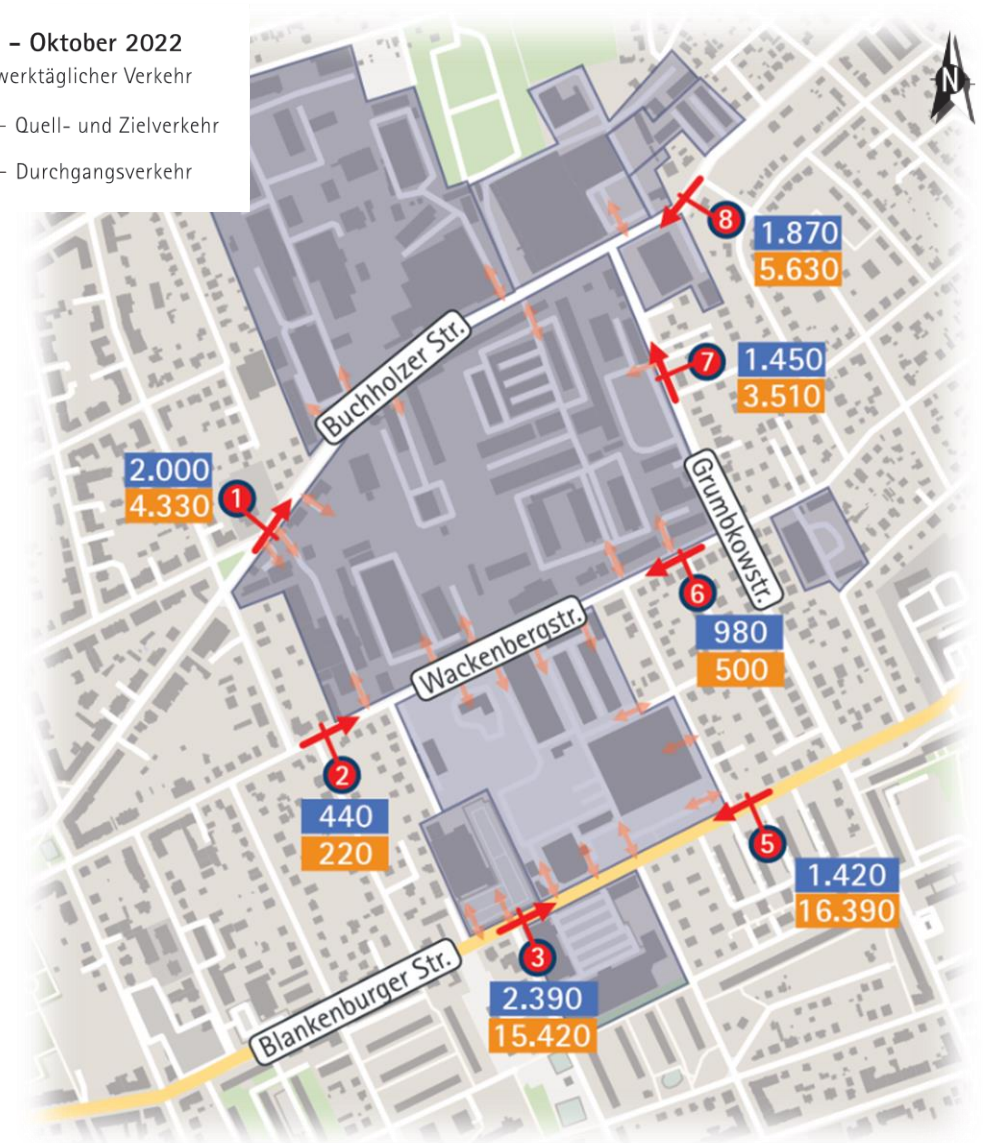 – Oktober 2022
werktäglicher Verkehr
– Quell- und Zielverkehr
– Durchgangsverkehr
N
8
1.870
5.630
Buchholzer Str.
7
1.450
3.510
2.000
4.330
1
Grumbkowstr.
6
980
500
Wackenbergstr.
2
440
220
5
1.420
16.390
3
2.390
15.420
Blankenburger Str.